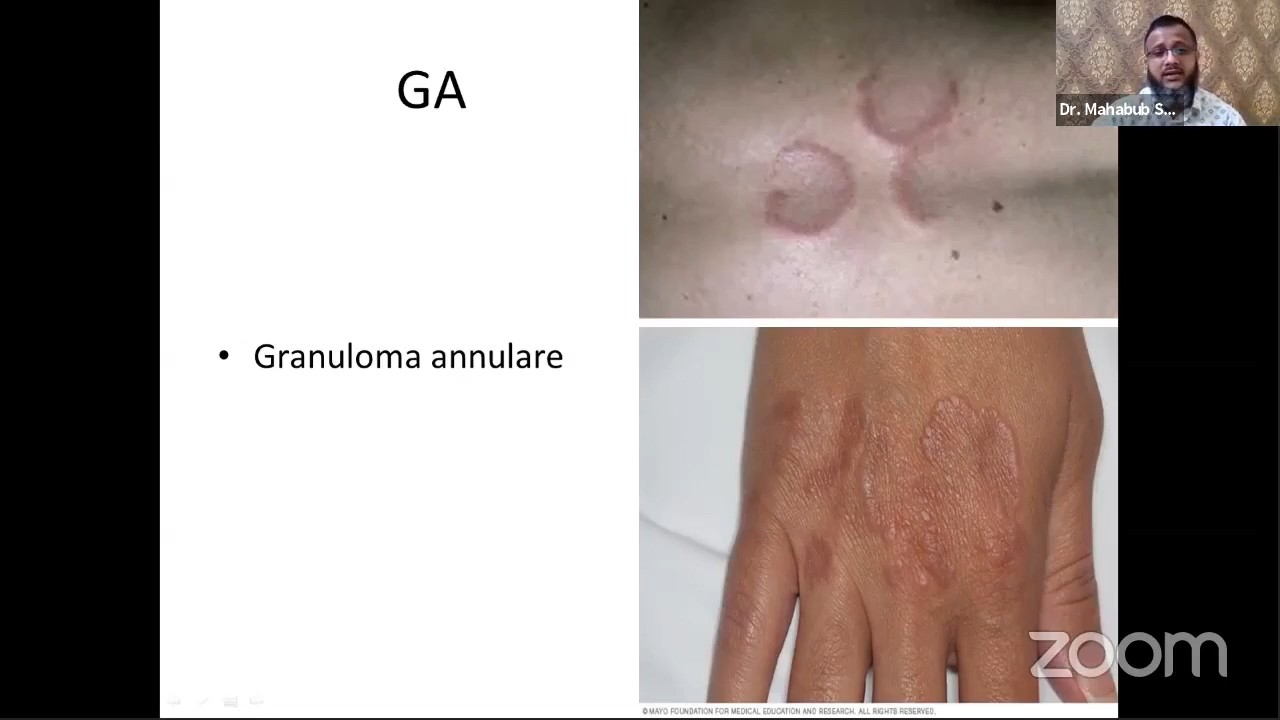 GA
Dr. Mahabub S...
• Granuloma annulare
zoom
© MAYO FOUNDATION FOR MEDICAL EDUCATION AND RESEARCH. ALL RIGHTS RESERVED.